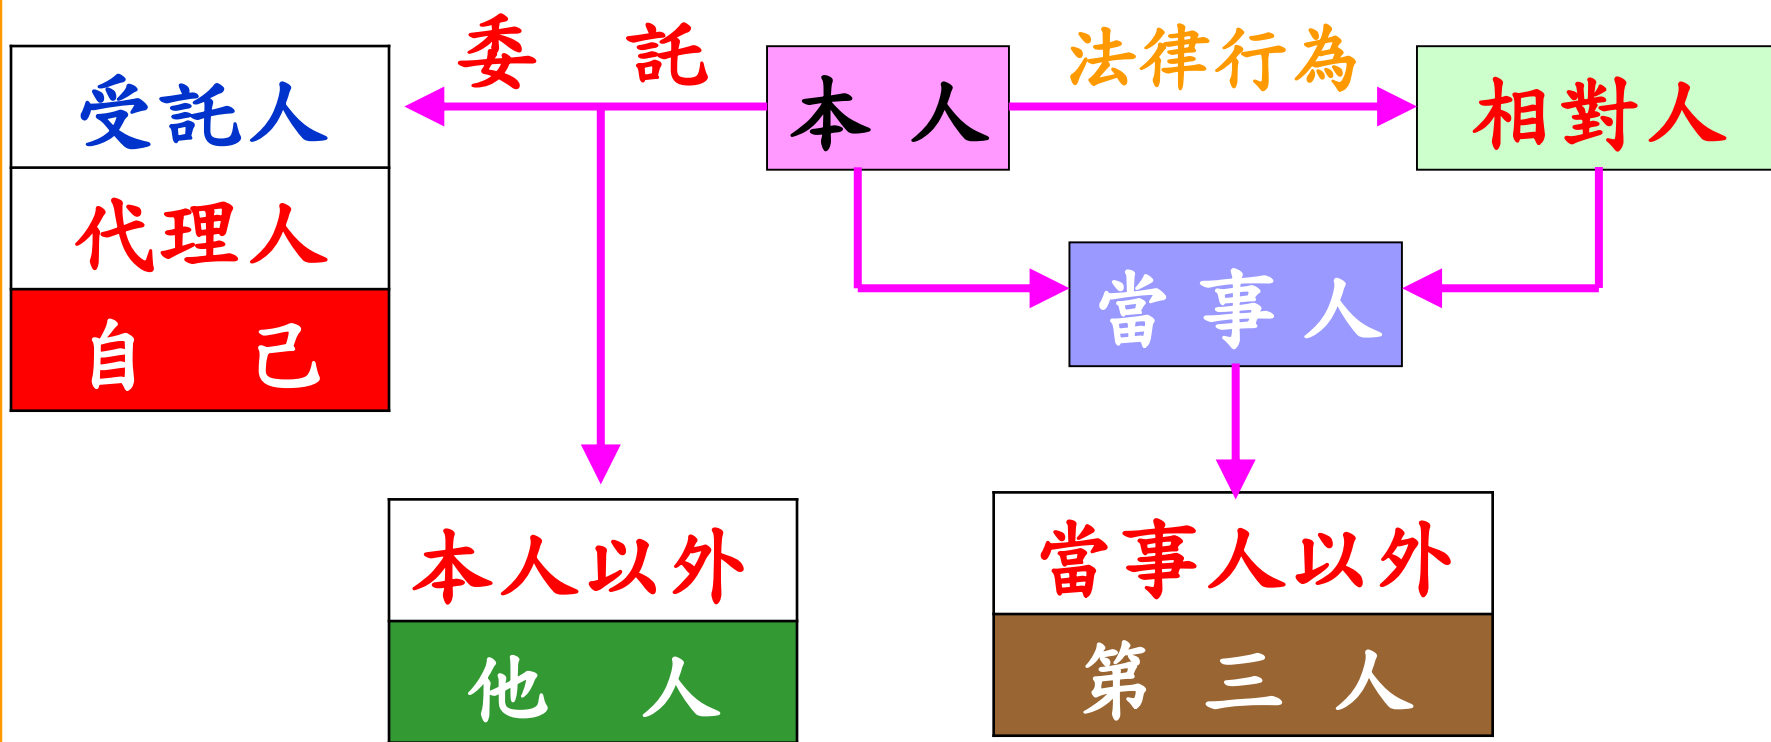 委 託
法律行為
受託人
本 人
相對人
代理人
當 事 人
自 己
本人以外
當事人以外
他 人
第 三 人